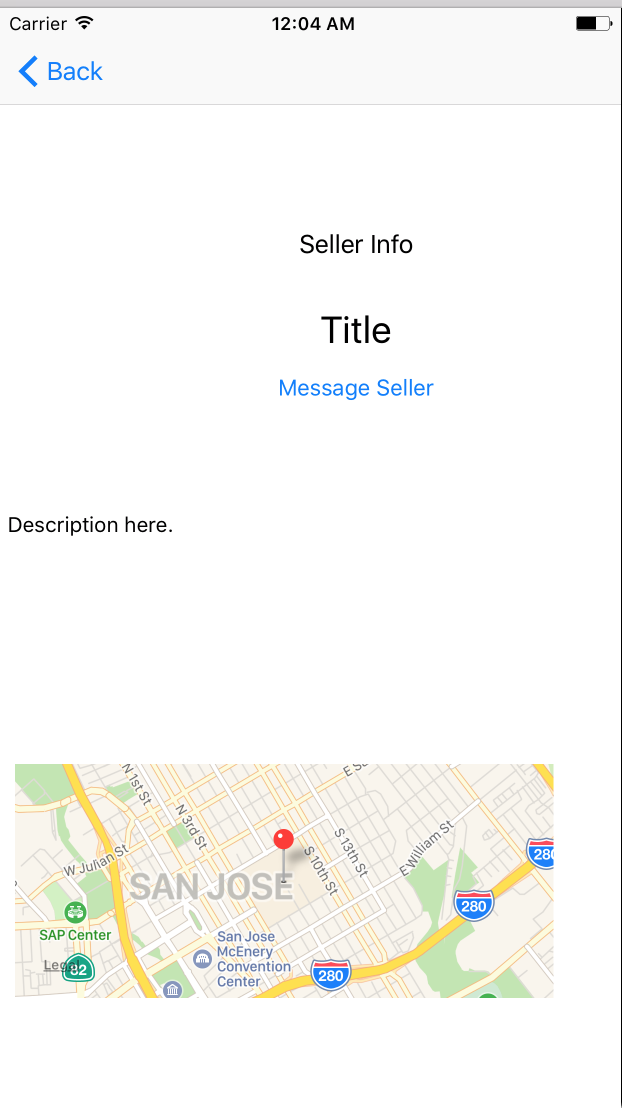 Carrier 12:04 AM
Back
Seller Info
Title
Message Seller
Description here.
N 1st St
E Sa
N 3rd St
S 13th St
E William St
S 10th St
W Julian St
280
SAN JOSE
280
SAP Center
San Jose
McEnery
Convention
Center
Legal
82
280